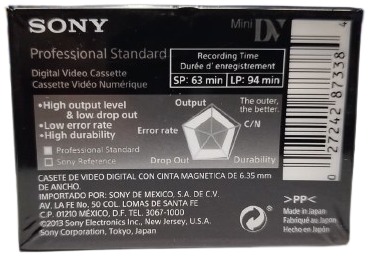 SONY
Mini DV
Professional Standard
Digital Video Cassette
Cassette Vidéo Numérique
Recording Time
Durée d' enregistrement
SP: 63 min LP: 94 min
•High output level
& low drop out
•Low error rate
•High durability
Professional Standard
Sony Reference
Output
The outer,
the better.
C/N
Error rate
Drop Out
Durability
CASETE DE VIDEO DIGITAL CON CINTA MAGNETICA DE 6.35 mm
DE ANCHO.
IMPORTADO POR: SONY DE MEXICO, S.A. DE C.V.
AV. LA Fe No. 50 COL. LOMAS DE SANTA FE
C.P. 01210 MÉXICO, D.F. TEL. 3067-1000
©2013 Sony Electronics Inc., New Jersey, U.S.A.
Sony Corporation, Tokyo, Japan
>PP<
Made in Japan
Fabriqué au Japon
Hecho en Japón
0 27242 87338 4